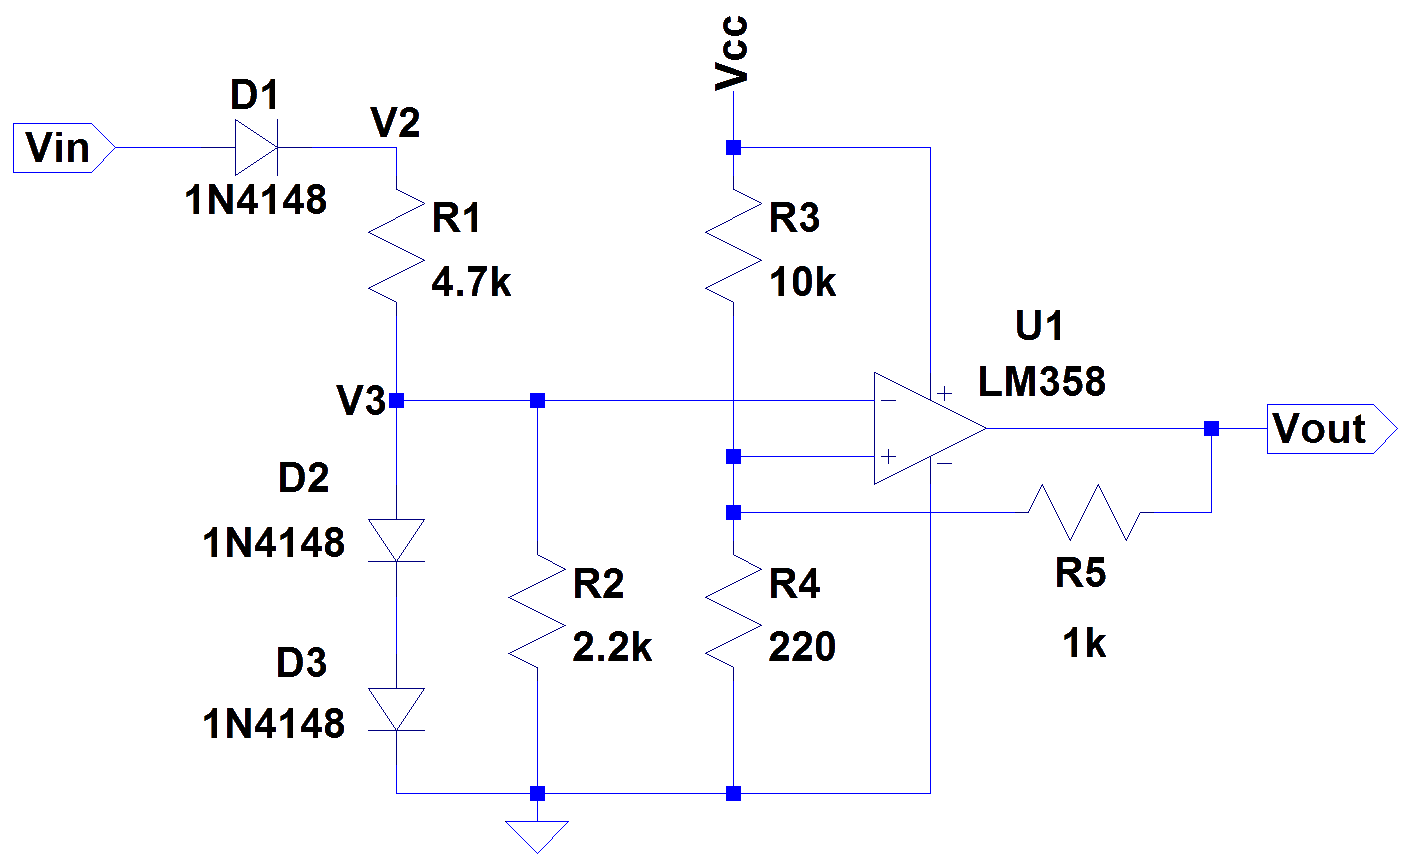 Vcc
D1
V2
Vin
1N4148
R1
4.7k
R3
10k
U1
LM358
V3
−
+
+
−
Vout
D2
1N4148
R2
2.2k
R4
220
R5
1k
D3
1N4148